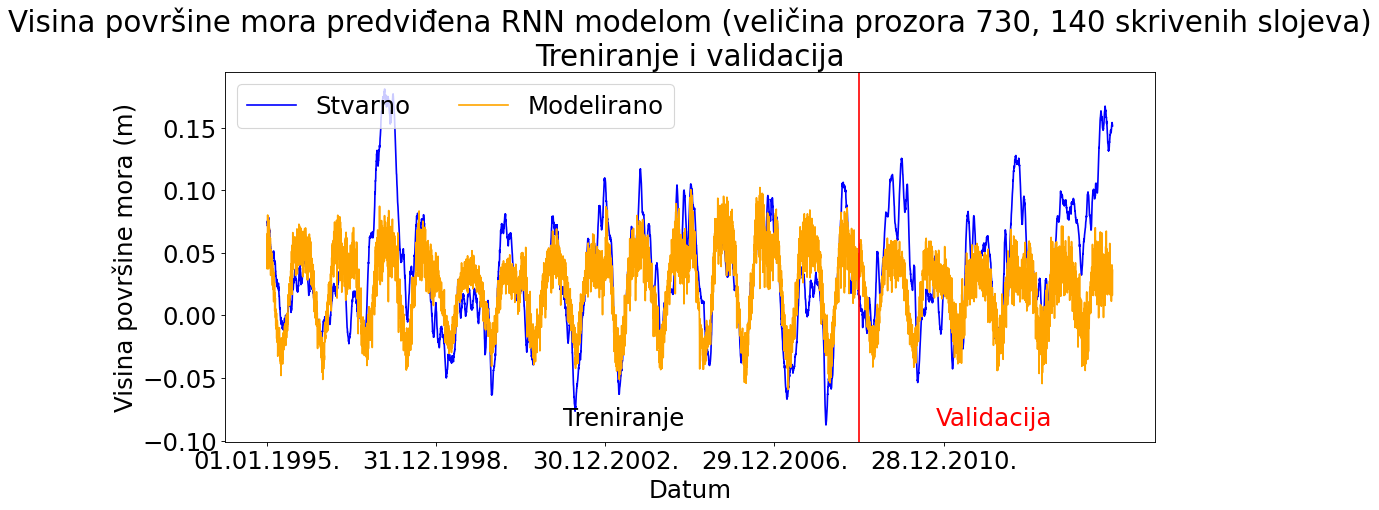 Visina površine mora predviđena RNN modelom (veličina prozora 730, 140 skrivenih slojeva)
Treniranje i validacija
Stvarno Modelirano
Visina površine mora (m)
0.15
0.10
0.05
0.00
−0.05
−0.10
Treniranje Validacija
01.01.1995. 31.12.1998. 30.12.2002. 29.12.2006. 28.12.2010.
Datum